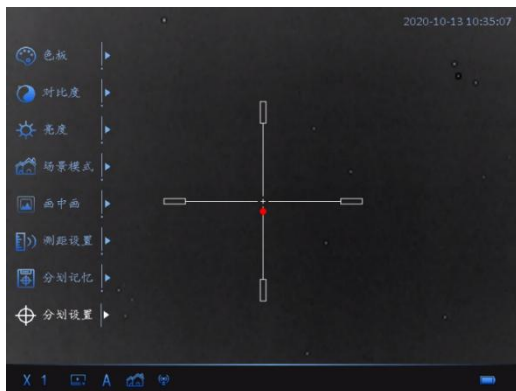 2020-10-13 10:35:07
色板
对比度
亮度
场景模式
画中画
测距设置
分划记忆
分划设置
X 1 A